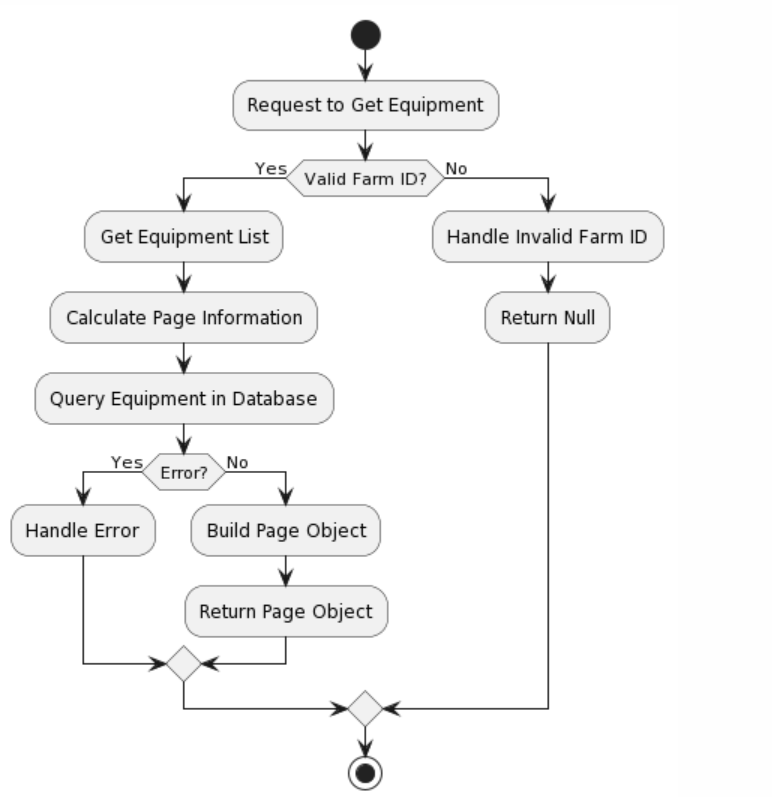 Request to Get Equipment
Yes
Valid Farm ID?
No
Get Equipment List
Handle Invalid Farm ID
Calculate Page Information
Return Null
Query Equipment in Database
Yes
Error?
No
Handle Error
Build Page Object
Return Page Object